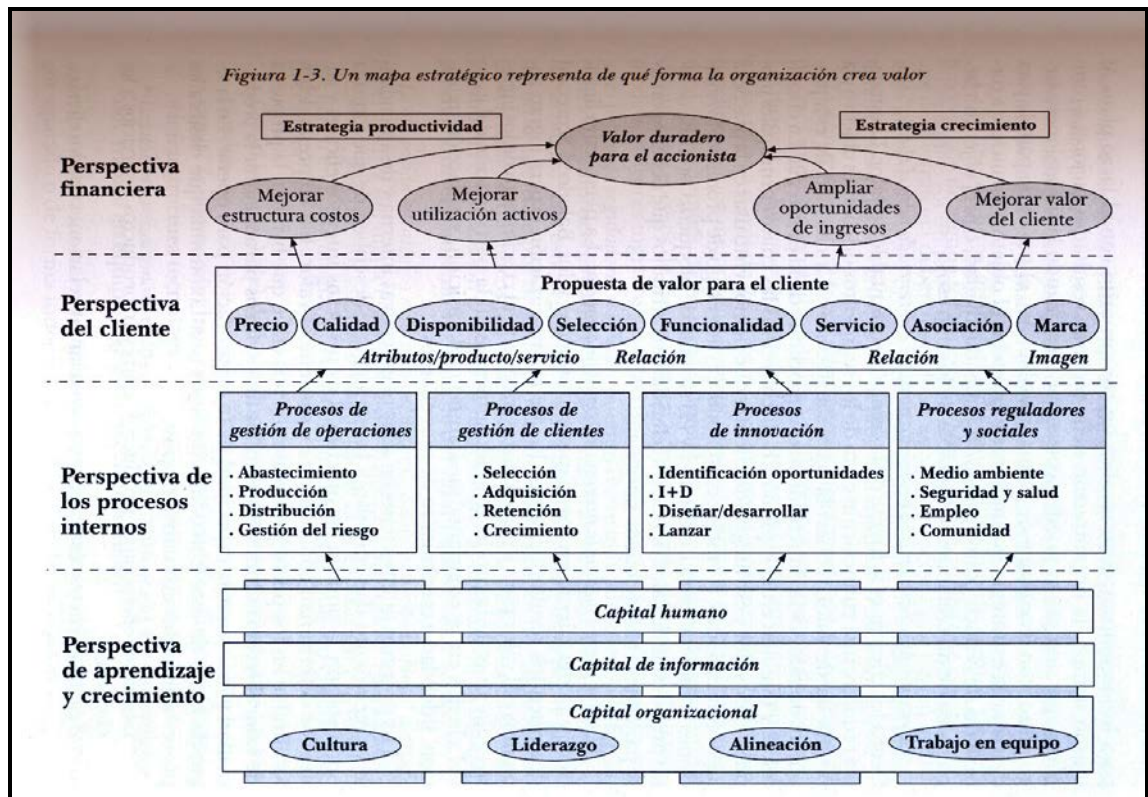 Figiura 1-3. Un mapa estratégico representa de qué forma la organización crea valor
Estrategia productividad
Valor duradero
para el accionista
Estrategia crecimiento
Perspectiva
financiera
Mejorar
estructura costos
Mejorar
utilización activos
Ampliar
oportunidades
de ingresos
Mejorar valor
del cliente
Perspectiva
del cliente
Propuesta de valor para el cliente
Precio
Calidad
Disponibilidad
Selección
Funcionalidad
Servicio
Asociación
Marca
Atributos/producto/servicio
Relación
Relación
Imagen
Perspectiva de
los procesos
internos
Procesos de
gestión de operaciones
. Abastecimiento
. Producción
. Distribución
. Gestión del riesgo
Procesos de
gestión de clientes
. Selección
. Adquisición
. Retención
. Crecimiento
Procesos
de innovación
. Identificación oportunidades
. I+D
. Diseñar/desarrollar
. Lanzar
Procesos reguladores
y sociales
. Medio ambiente
. Seguridad y salud
. Empleo
. Comunidad
Perspectiva
de aprendizaje
y crecimiento
Capital humano
Capital de información
Capital organizacional
Cultura
Liderazgo
Alineación
Trabajo en equipo